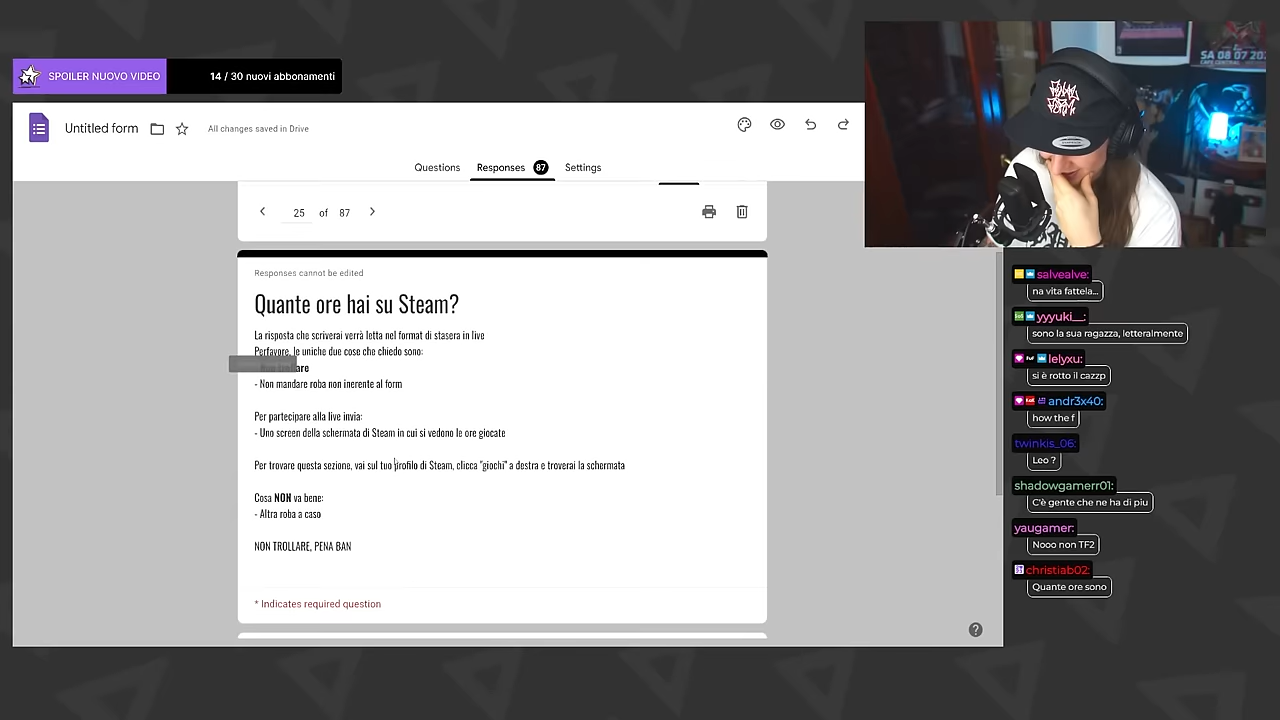 SPOILER NUOVO VIDEO
14 / 30 nuovi abbonamenti
SA 08 07
Untitled form
All changes saved in Drive
Questions
Responses 87
Settings
25 of 87
Responses cannot be edited
Quante ore hai su Steam?
La risposta che scriverai verrà letta nel format di stasera in live
Perfavore, le uniche due cose che chiedo sono:
- Non mandare roba non inerente al form
Per partecipare alla live invia:
- Uno screen della schermata di Steam in cui si vedono le ore giocate
Per trovare questa sezione, vai sul tuo profilo di Steam, clicca "giochi" a destra e troverai la schermata
Cosa NON va bene:
- Altra roba a caso
NON TROLLARE, PENA BAN
* Indicates required question
salvealve:
na vita fattela...
yyyuki__:
sono la sua ragazza, letteralmente
lelyxu:
si è rotto il cazzp
andr3x40:
how the f
twinkis_06:
Leo ?
shadowgamerr01:
C'è gente che ne ha di piu
yaugamer:
Nooo non TF2
christiab02:
Quante ore sono